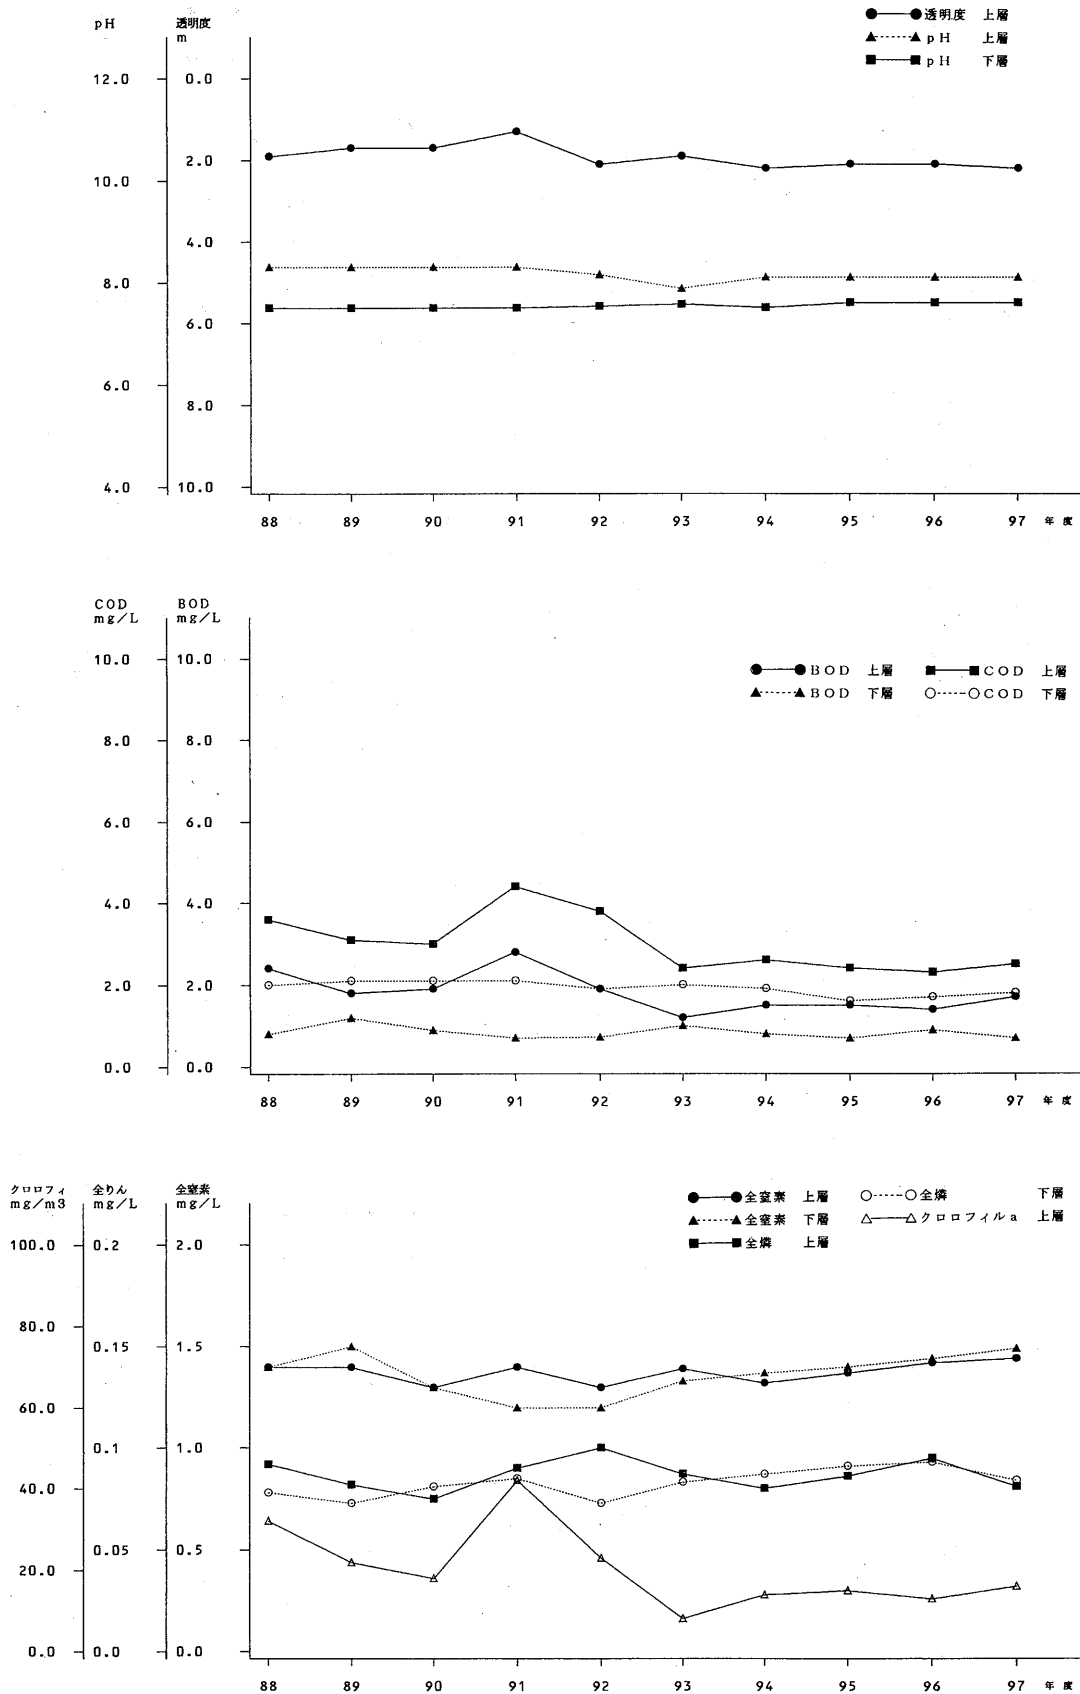 pH 透明度
m
●──●透明度 上層
▲-----▲pH 上層
■──■pH 下層
12.0 0.0
2.0
10.0
4.0
8.0
6.0
6.0
8.0
4.0 10.0
88 89 90 91 92 93 94 95 96 97 年度
COD BOD
mg/L mg/L
●──●BOD 上層 ■──■COD 上層
▲-----▲BOD 下層 ○-----○COD 下層
10.0 10.0
8.0 8.0
6.0 6.0
4.0 4.0
2.0 2.0
0.0 0.0
88 89 90 91 92 93 94 95 96 97 年度
クロロフィ 全りん 全窒素
mg/m3 mg/L mg/L
●──●全窒素 上層 ○-----○全燐 下層
▲-----▲全窒素 下層 △──△クロロフィルa 上層
■──■全燐 上層
100.0 0.2 2.0
80.0
0.15 1.5
60.0
0.1 1.0
40.0
0.05 0.5
20.0
0.0 0.0 0.0
88 89 90 91 92 93 94 95 96 97 年度